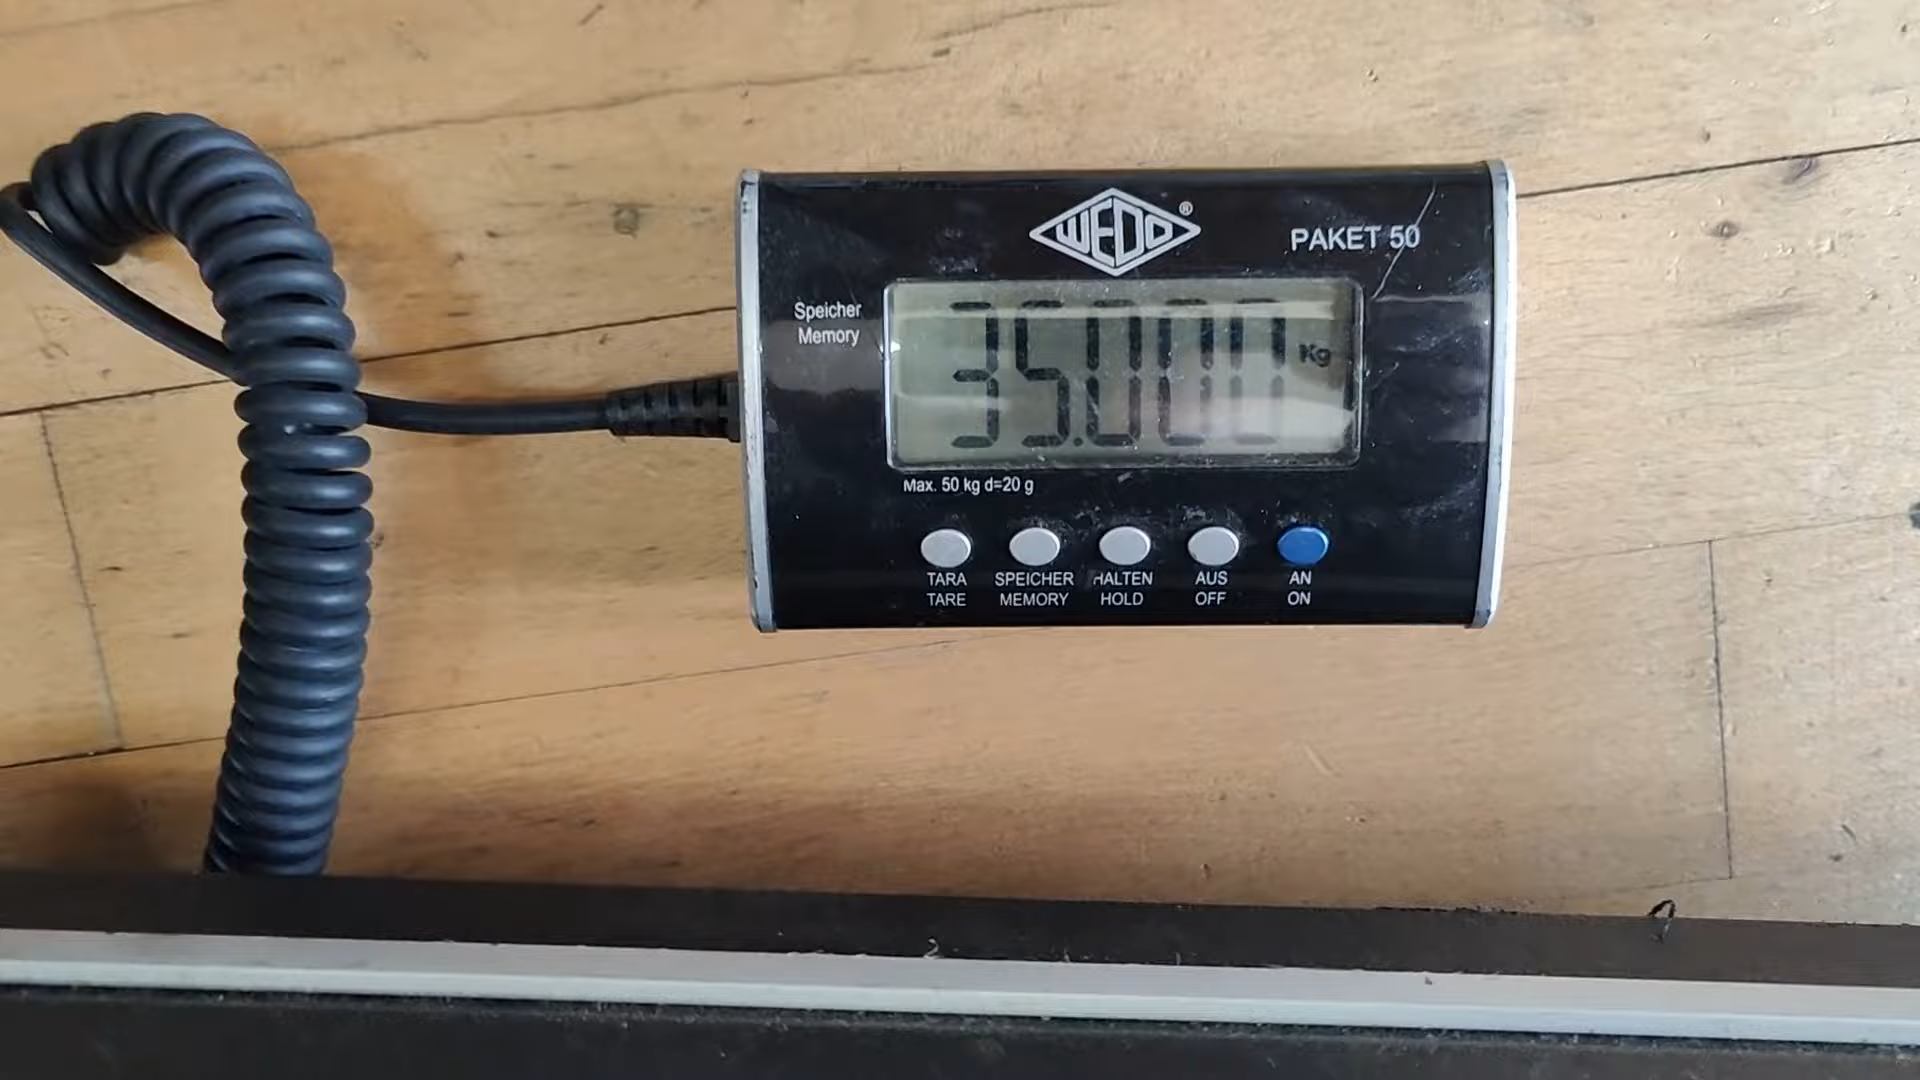 WEDO®
PAKET 50
Speicher
Memory
35.000 Kg
Max. 50 kg d=20 g
TARA
TARE
SPEICHER
MEMORY
HALTEN
HOLD
AUS
OFF
AN
ON